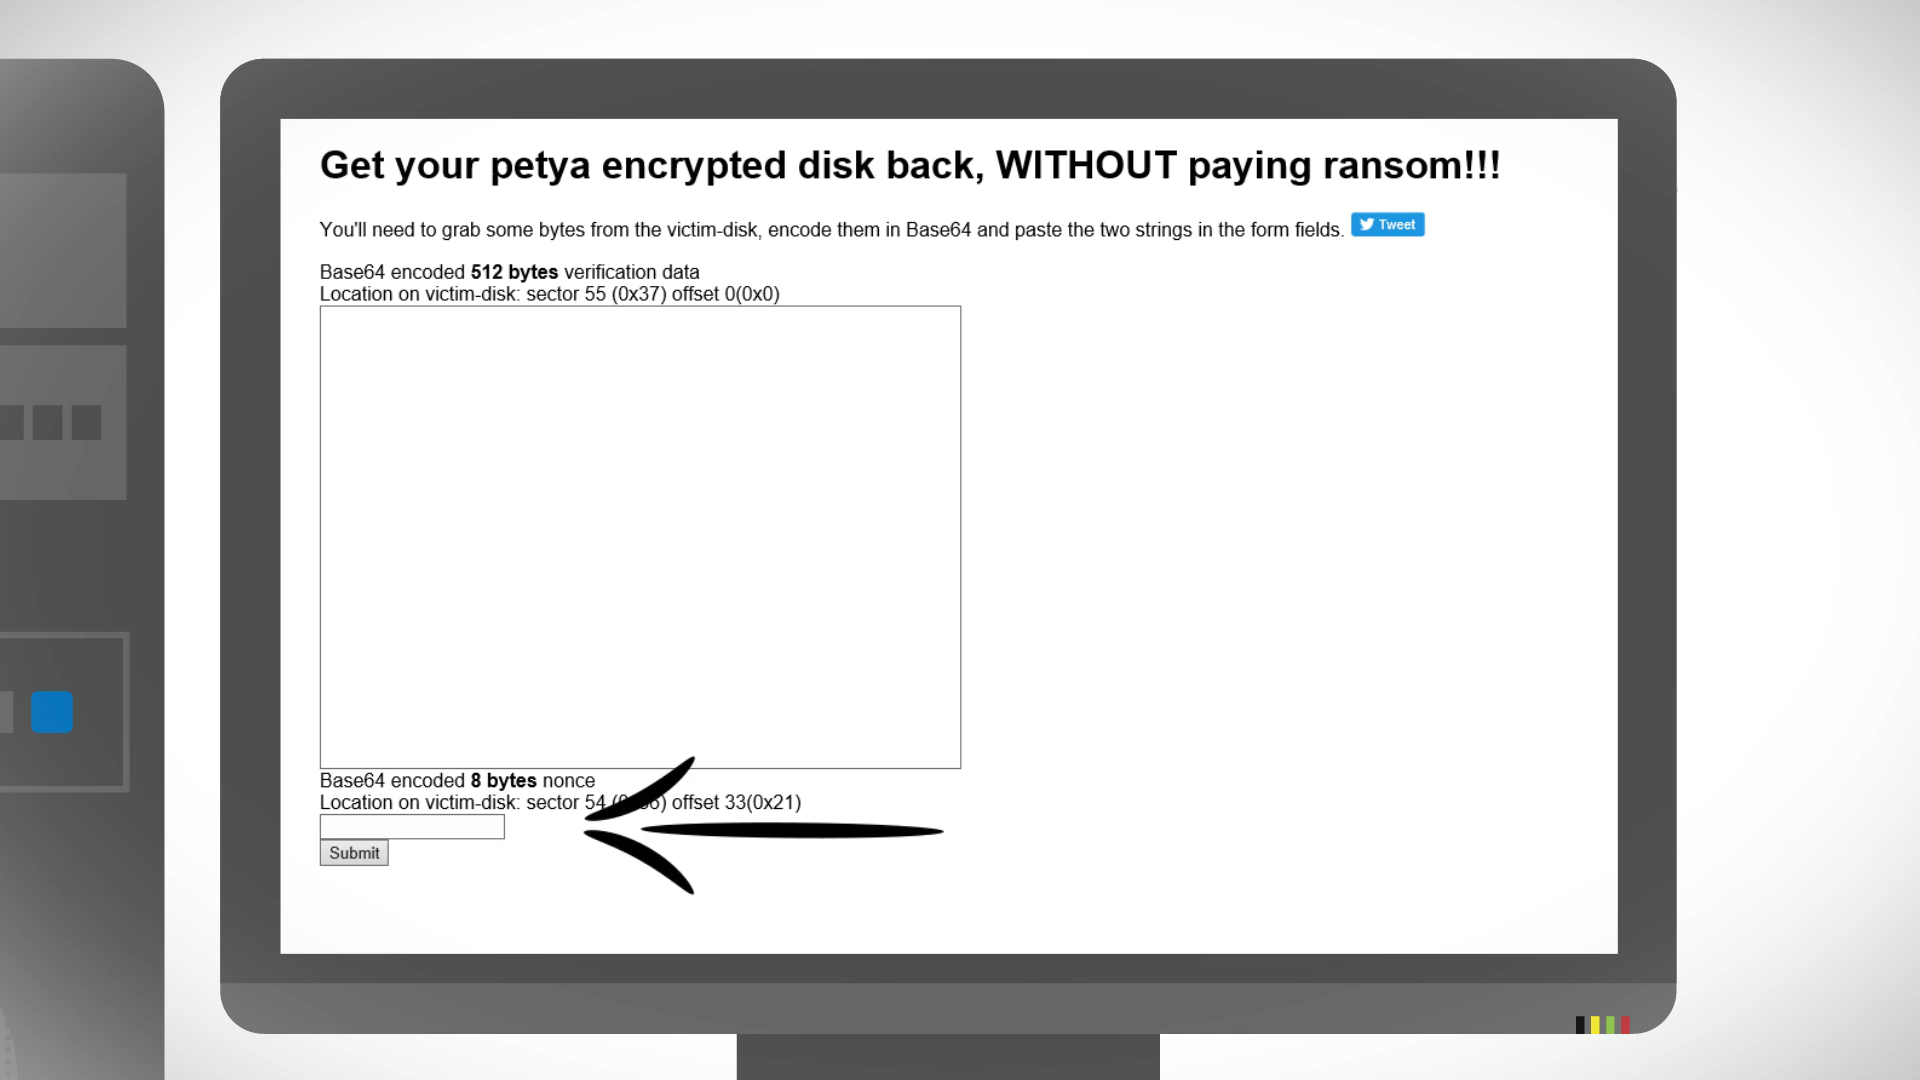 Get your petya encrypted disk back, WITHOUT paying ransom!!!
You'll need to grab some bytes from the victim-disk, encode them in Base64 and paste the two strings in the form fields. Tweet
Base64 encoded 512 bytes verification data
Location on victim-disk: sector 55 (0x37) offset 0(0x0)
Base64 encoded 8 bytes nonce
Location on victim-disk: sector 54 offset 33(0x21)
Submit